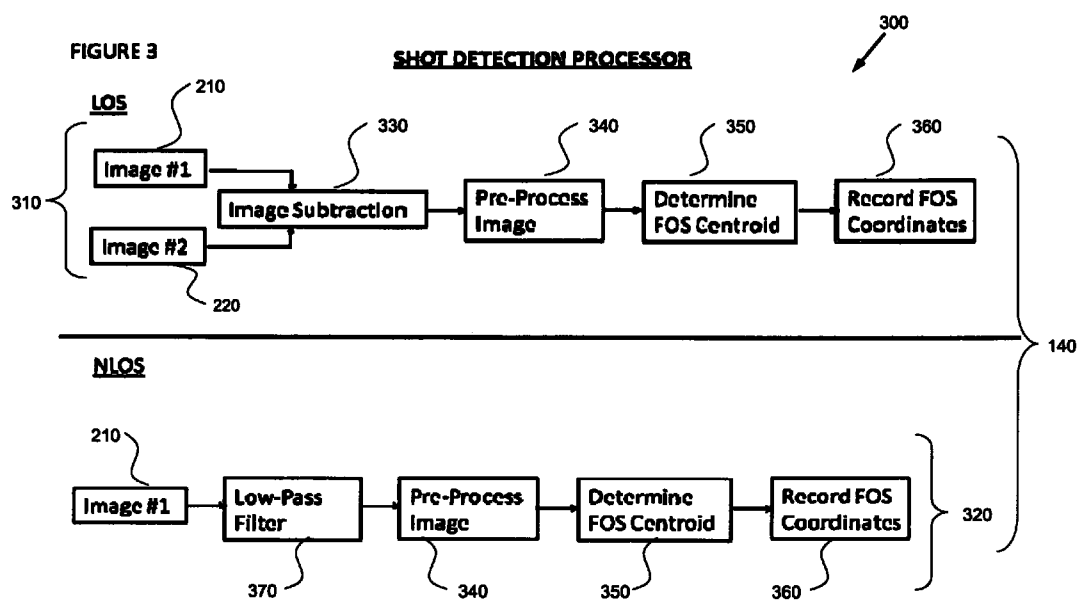 300
FIGURE 3
SHOT DETECTION PROCESSOR
LOS
210
330
340
350
360
Image #1
Image Subtraction
Pre-Process
Image
Determine
FOS Centroid
Record FOS
Coordinates
310
Image #2
220
140
NLOS
210
Image #1
Low-Pass
Filter
Pre-Process
Image
Determine
FOS Centroid
Record FOS
Coordinates
320
370
340
350
360